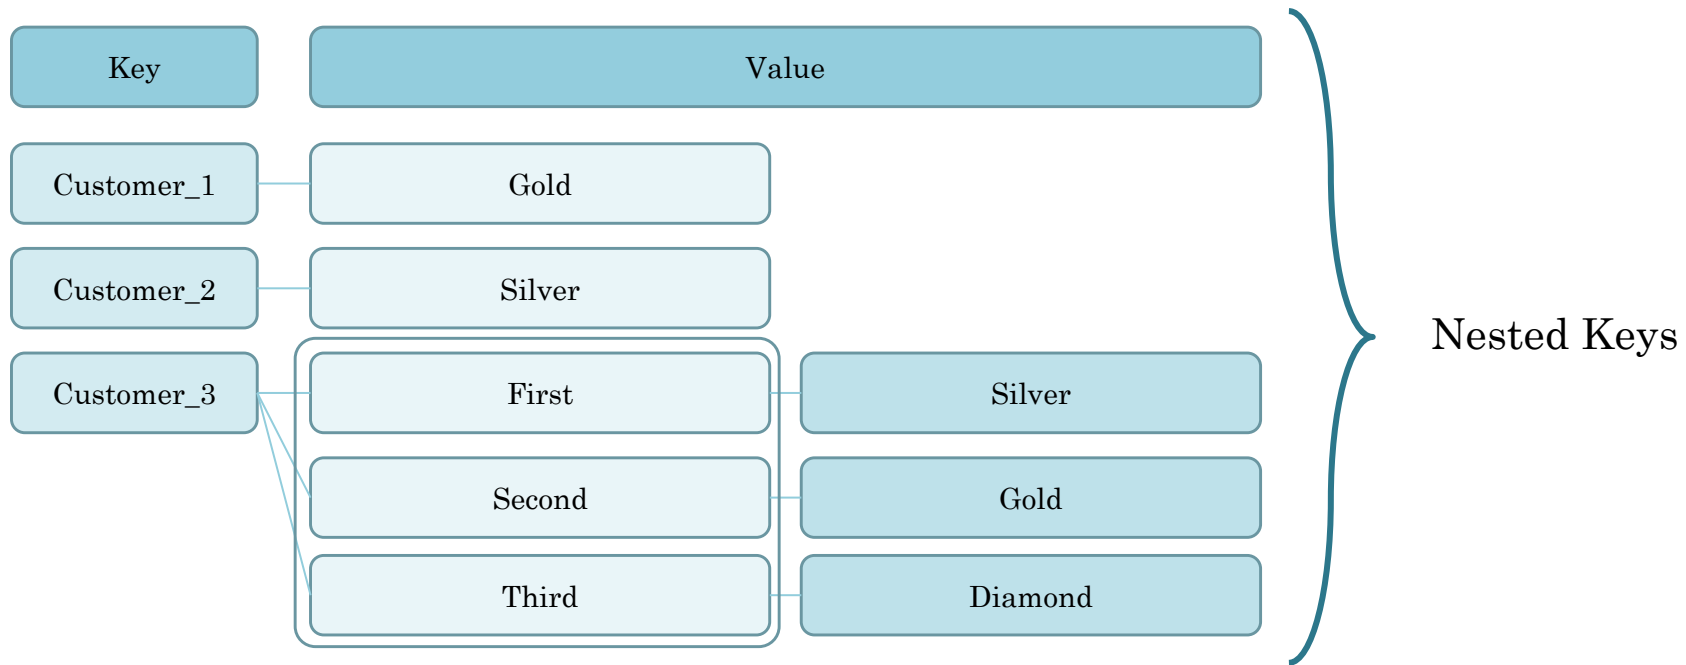 Key
Value
Customer_1
Gold
Customer_2
Silver
Customer_3
First
Silver
Second
Gold
Third
Diamond
Nested Keys